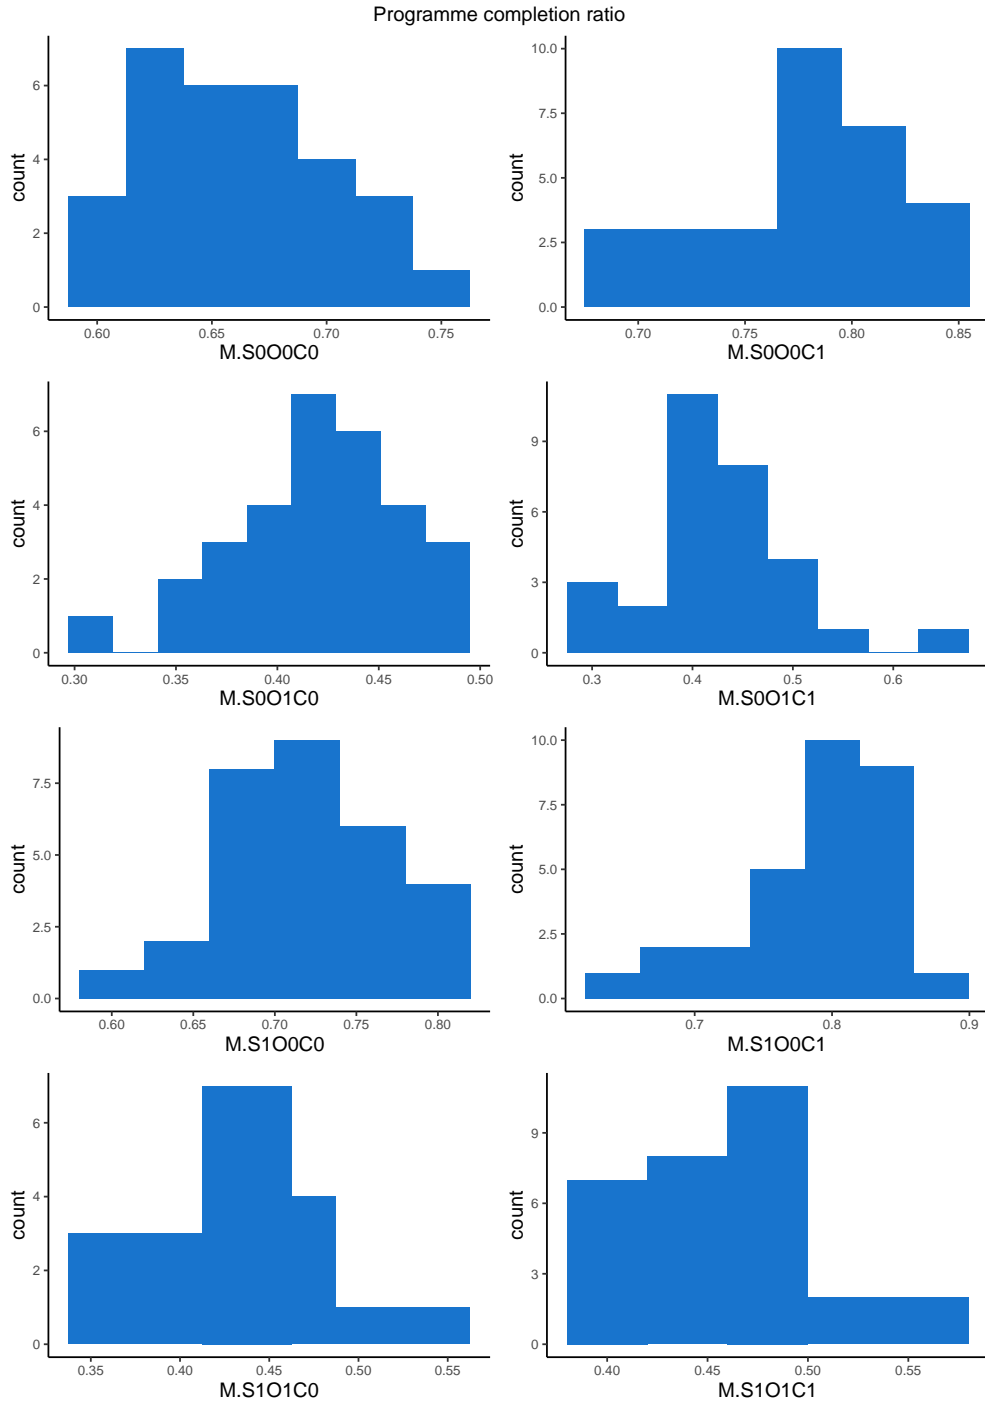 Programme completion ratio
count
6
4
2
0
0.60 0.65 0.70 0.75
M.S0O0C0
count
10.0
7.5
5.0
2.5
0.0
0.70 0.75 0.80 0.85
M.S0O0C1
count
6
4
2
0
0.30 0.35 0.40 0.45 0.50
M.S0O1C0
count
9
6
3
0
0.3 0.4 0.5 0.6
M.S0O1C1
count
7.5
5.0
2.5
0.0
0.60 0.65 0.70 0.75 0.80
M.S1O0C0
count
10.0
7.5
5.0
2.5
0.0
0.7 0.8 0.9
M.S1O0C1
count
6
4
2
0
0.35 0.40 0.45 0.50 0.55
M.S1O1C0
count
9
6
3
0
0.40 0.45 0.50 0.55
M.S1O1C1